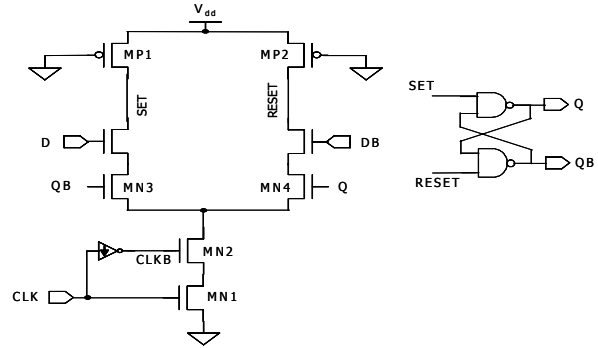 Vdd
MP1
MP2
SET
RESET
D
DB
QB
MN3
MN4
Q
CLKB
MN2
CLK
MN1
SET
Q
QB
RESET